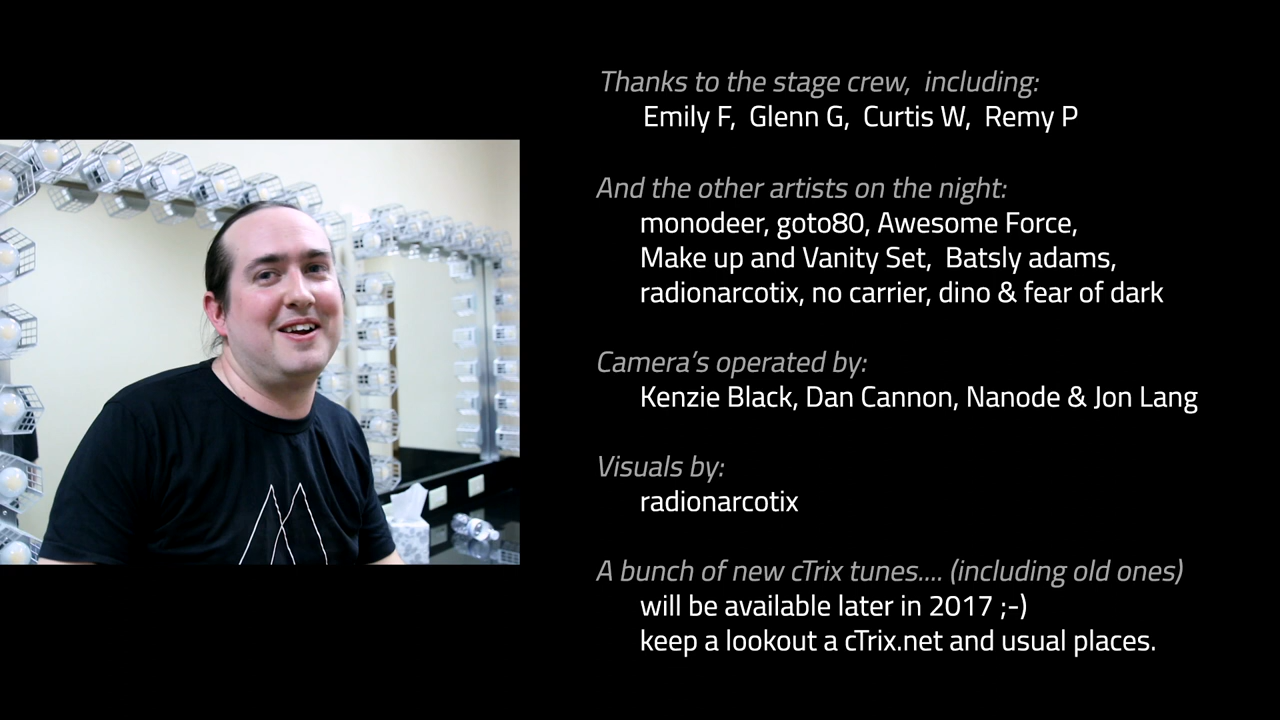 Thanks to the stage crew, including:
Emily F, Glenn G, Curtis W, Remy P
And the other artists on the night:
monodeer, goto80, Awesome Force,
Make up and Vanity Set, Batsly adams,
radionarcotix, no carrier, dino & fear of dark
Camera's operated by:
Kenzie Black, Dan Cannon, Nanode & Jon Lang
Visuals by:
radionarcotix
A bunch of new cTrix tunes.... (including old ones)
will be available later in 2017 ;-)
keep a lookout a cTrix.net and usual places.